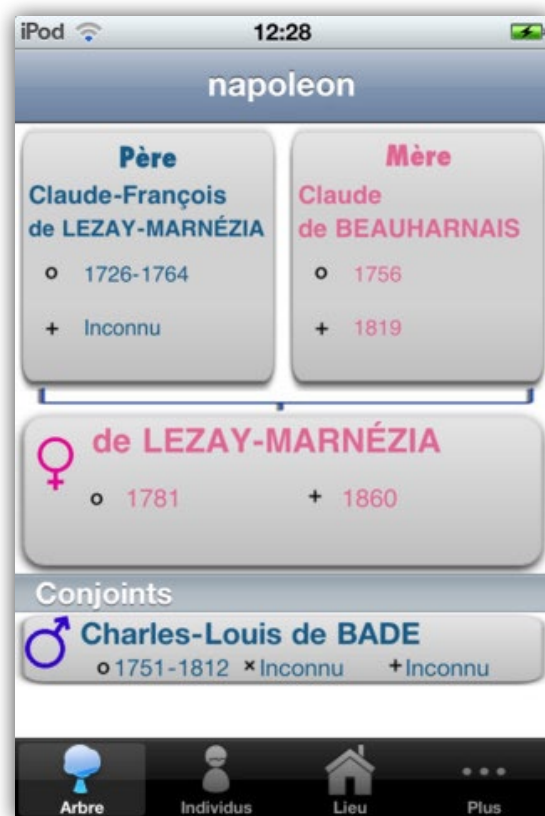 iPod 12:28
napoleon
Père
Claude-François
de LEZAY-MARNÉZIA
o 1726-1764
+ Inconnu
Mère
Claude
de BEAUHARNAIS
o 1756
+ 1819
de LEZAY-MARNÉZIA
o 1781 + 1860
Conjoints
Charles-Louis de BADE
o 1751-1812 × Inconnu + Inconnu
Arbre Individus Lieu Plus